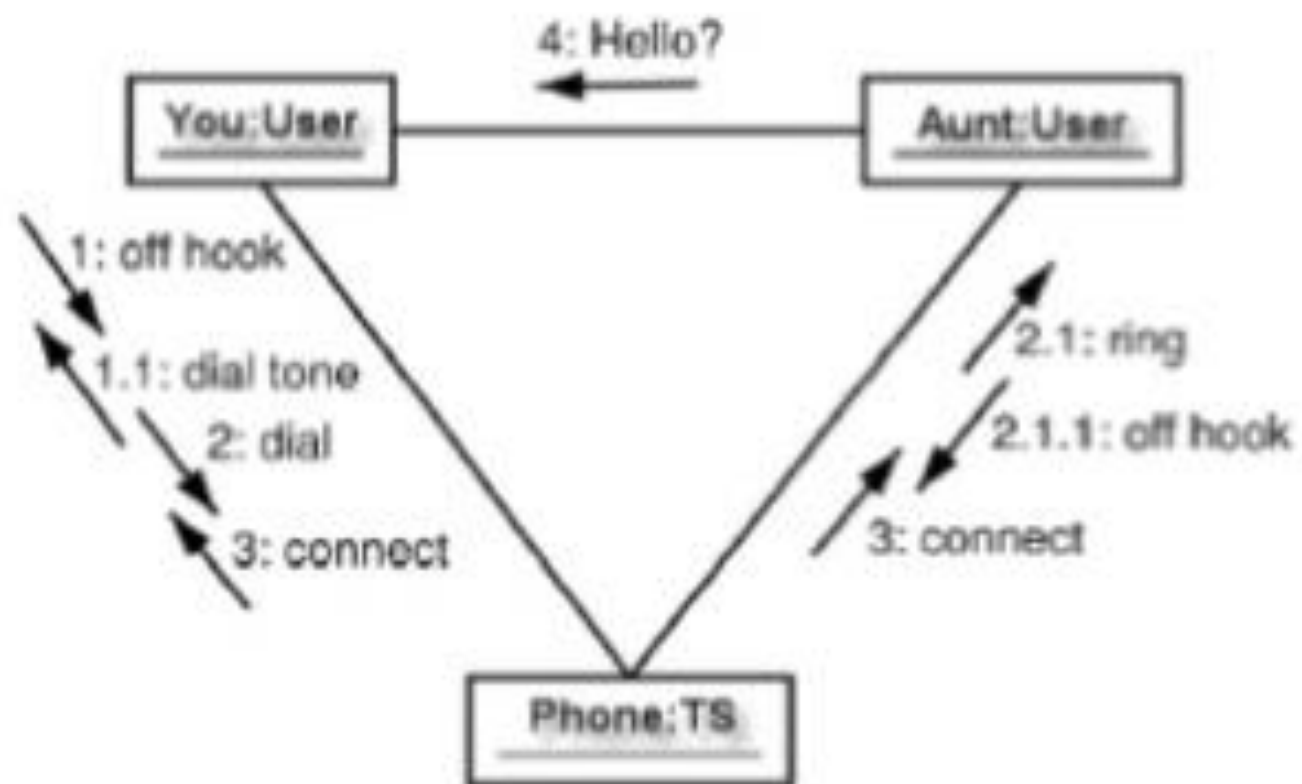 4: Hello?
You:User
Aunt:User
1: off hook
1.1: dial tone
2: dial
3: connect
2.1: ring
2.1.1: off hook
3: connect
Phone:TS